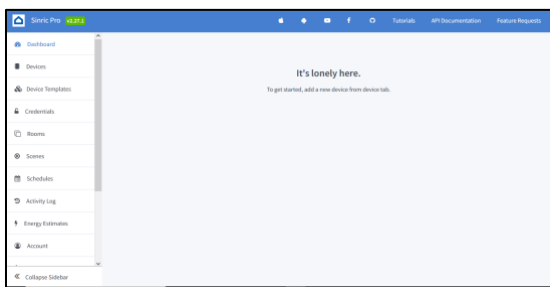 Sinric Pro v2.27.1
Tutorials API Documentation Feature Requests
Dashboard
Devices
Device Templates
Credentials
Rooms
Scenes
Schedules
Activity Log
Energy Estimates
Account
Collapse Sidebar
It's lonely here.
To get started, add a new device from device tab.